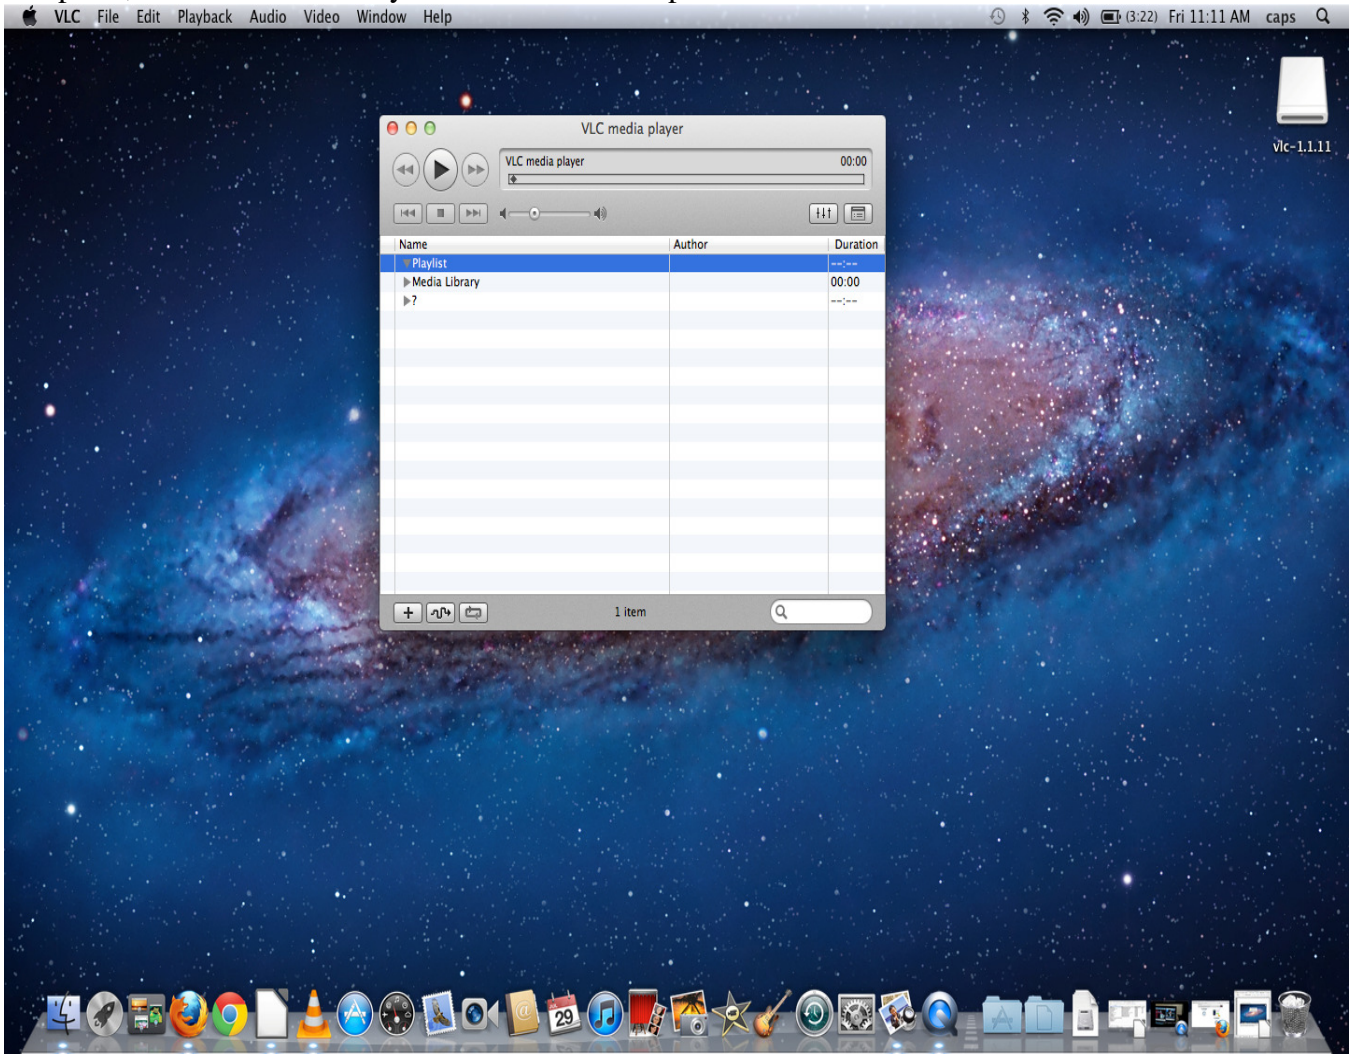 VLC File Edit Playback Audio Video Window Help (3:22) Fri 11:11 AM caps
VLC media player
VLC media player 00:00
vlc-1.1.11
Name Author Duration
Playlist --:--
Media Library 00:00
? --:--
1 item
29